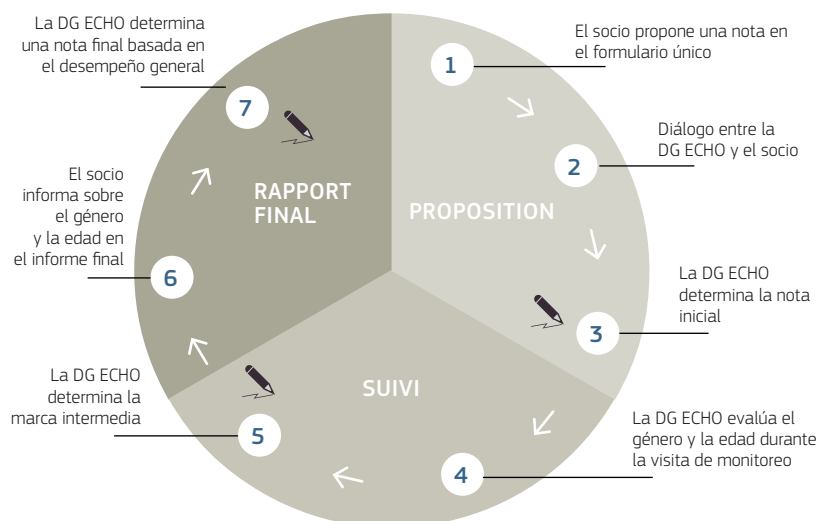 La DG ECHO determina
una nota final basada en
el desempeño general
7
El socio
informa sobre
el género
y la edad en
el informe final
6
RAPPORT
FINAL
1
El socio propone una nota en
el formulario único
2
Diálogo entre la
DG ECHO y el socio
PROPOSITION
3
La DG ECHO
determina la nota
inicial
SUIVI
4
La DG ECHO evalúa el
género y la edad durante
la visita de monitoreo
5
La DG ECHO
determina la
marca intermedia